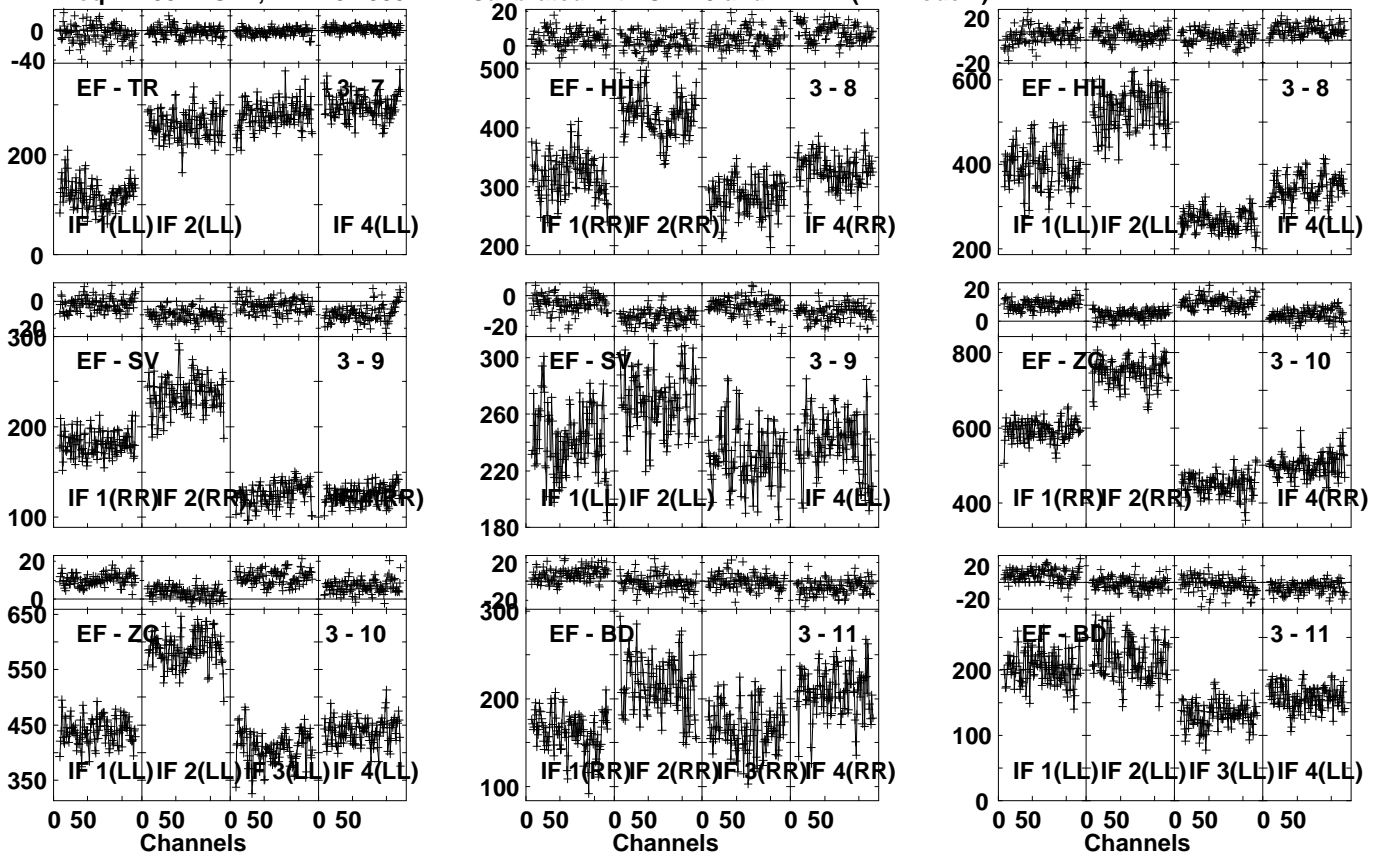 20 20
0 0 0
-40 -20
EF - TR 3 - 7 500 EF - HH 3 - 8 600 EF - HH 3 - 8
200 400 400
300
IF 1(LL) IF 2(LL) IF 4(LL) IF 1(RR) IF 2(RR) IF 4(RR) IF 1(LL) IF 2(LL) IF 4(LL)
0 200 200
0 0 20
20 -20 0
300 EF - SV 3 - 9 300 EF - SV 3 - 9 800 EF - ZC 3 - 10
260
200 600
220
IF 1(RR) IF 2(RR) IF 4(RR) IF 1(LL) IF 2(LL) IF 4(LL) IF 1(RR) IF 2(RR) IF 4(RR)
100 180 400
20 20 20
0 -20 -20
650 EF - ZC 3 - 10 300 EF - BD 3 - 11 EF - BD 3 - 11
550 200 200
450 100
IF 1(LL) IF 2(LL) IF 3(LL) IF 4(LL) IF 1(RR) IF 2(RR) IF 3(RR) IF 4(RR) IF 1(LL) IF 2(LL) IF 3(LL) IF 4(LL)
350 100 0
0 50 0 50 0 50 0 50 0 50 0 50 0 50 0 50 0 50 0 50 0 50 0 50
Channels Channels Channels